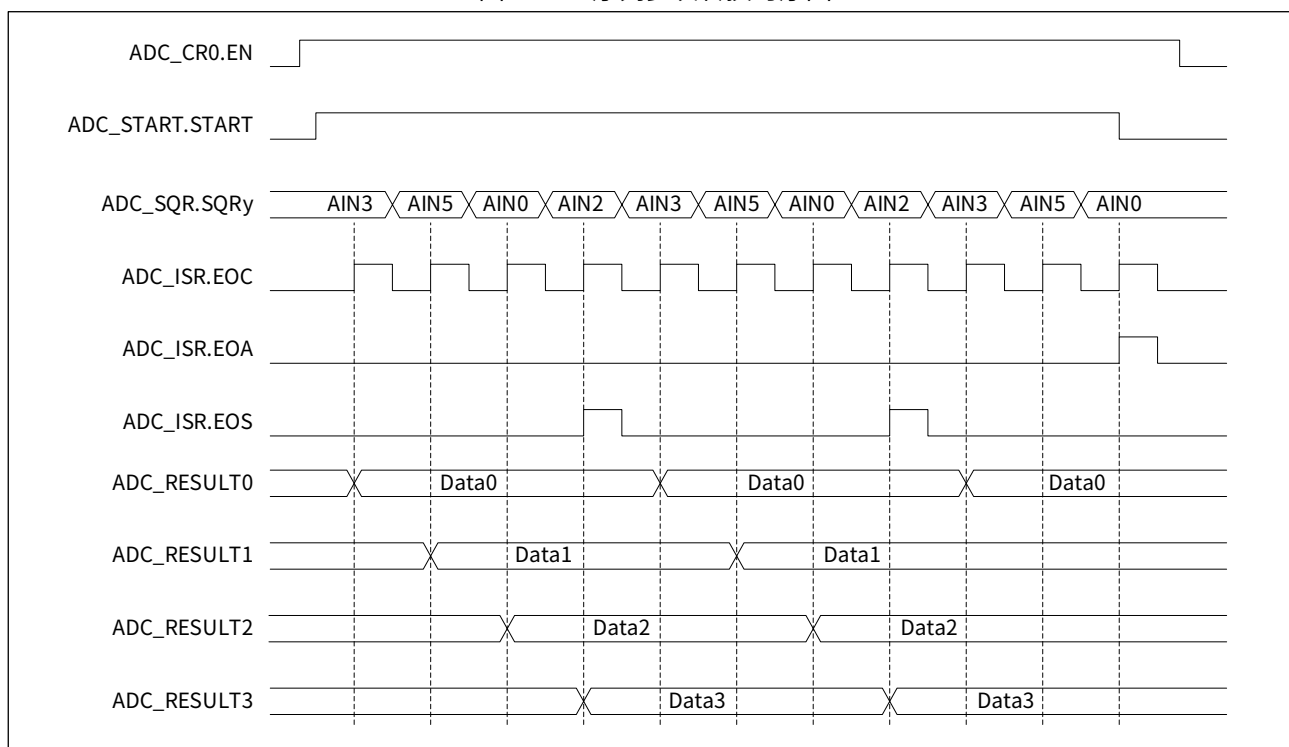 ADC_CR0.EN
ADC_START.START
ADC_SQR.SQRy AIN3 AIN5 AIN0 AIN2 AIN3 AIN5 AIN0 AIN2 AIN3 AIN5 AIN0
ADC_ISR.EOC
ADC_ISR.EOA
ADC_ISR.EOS
ADC_RESULT0 Data0 Data0 Data0
ADC_RESULT1 Data1 Data1
ADC_RESULT2 Data2 Data2
ADC_RESULT3 Data3 Data3